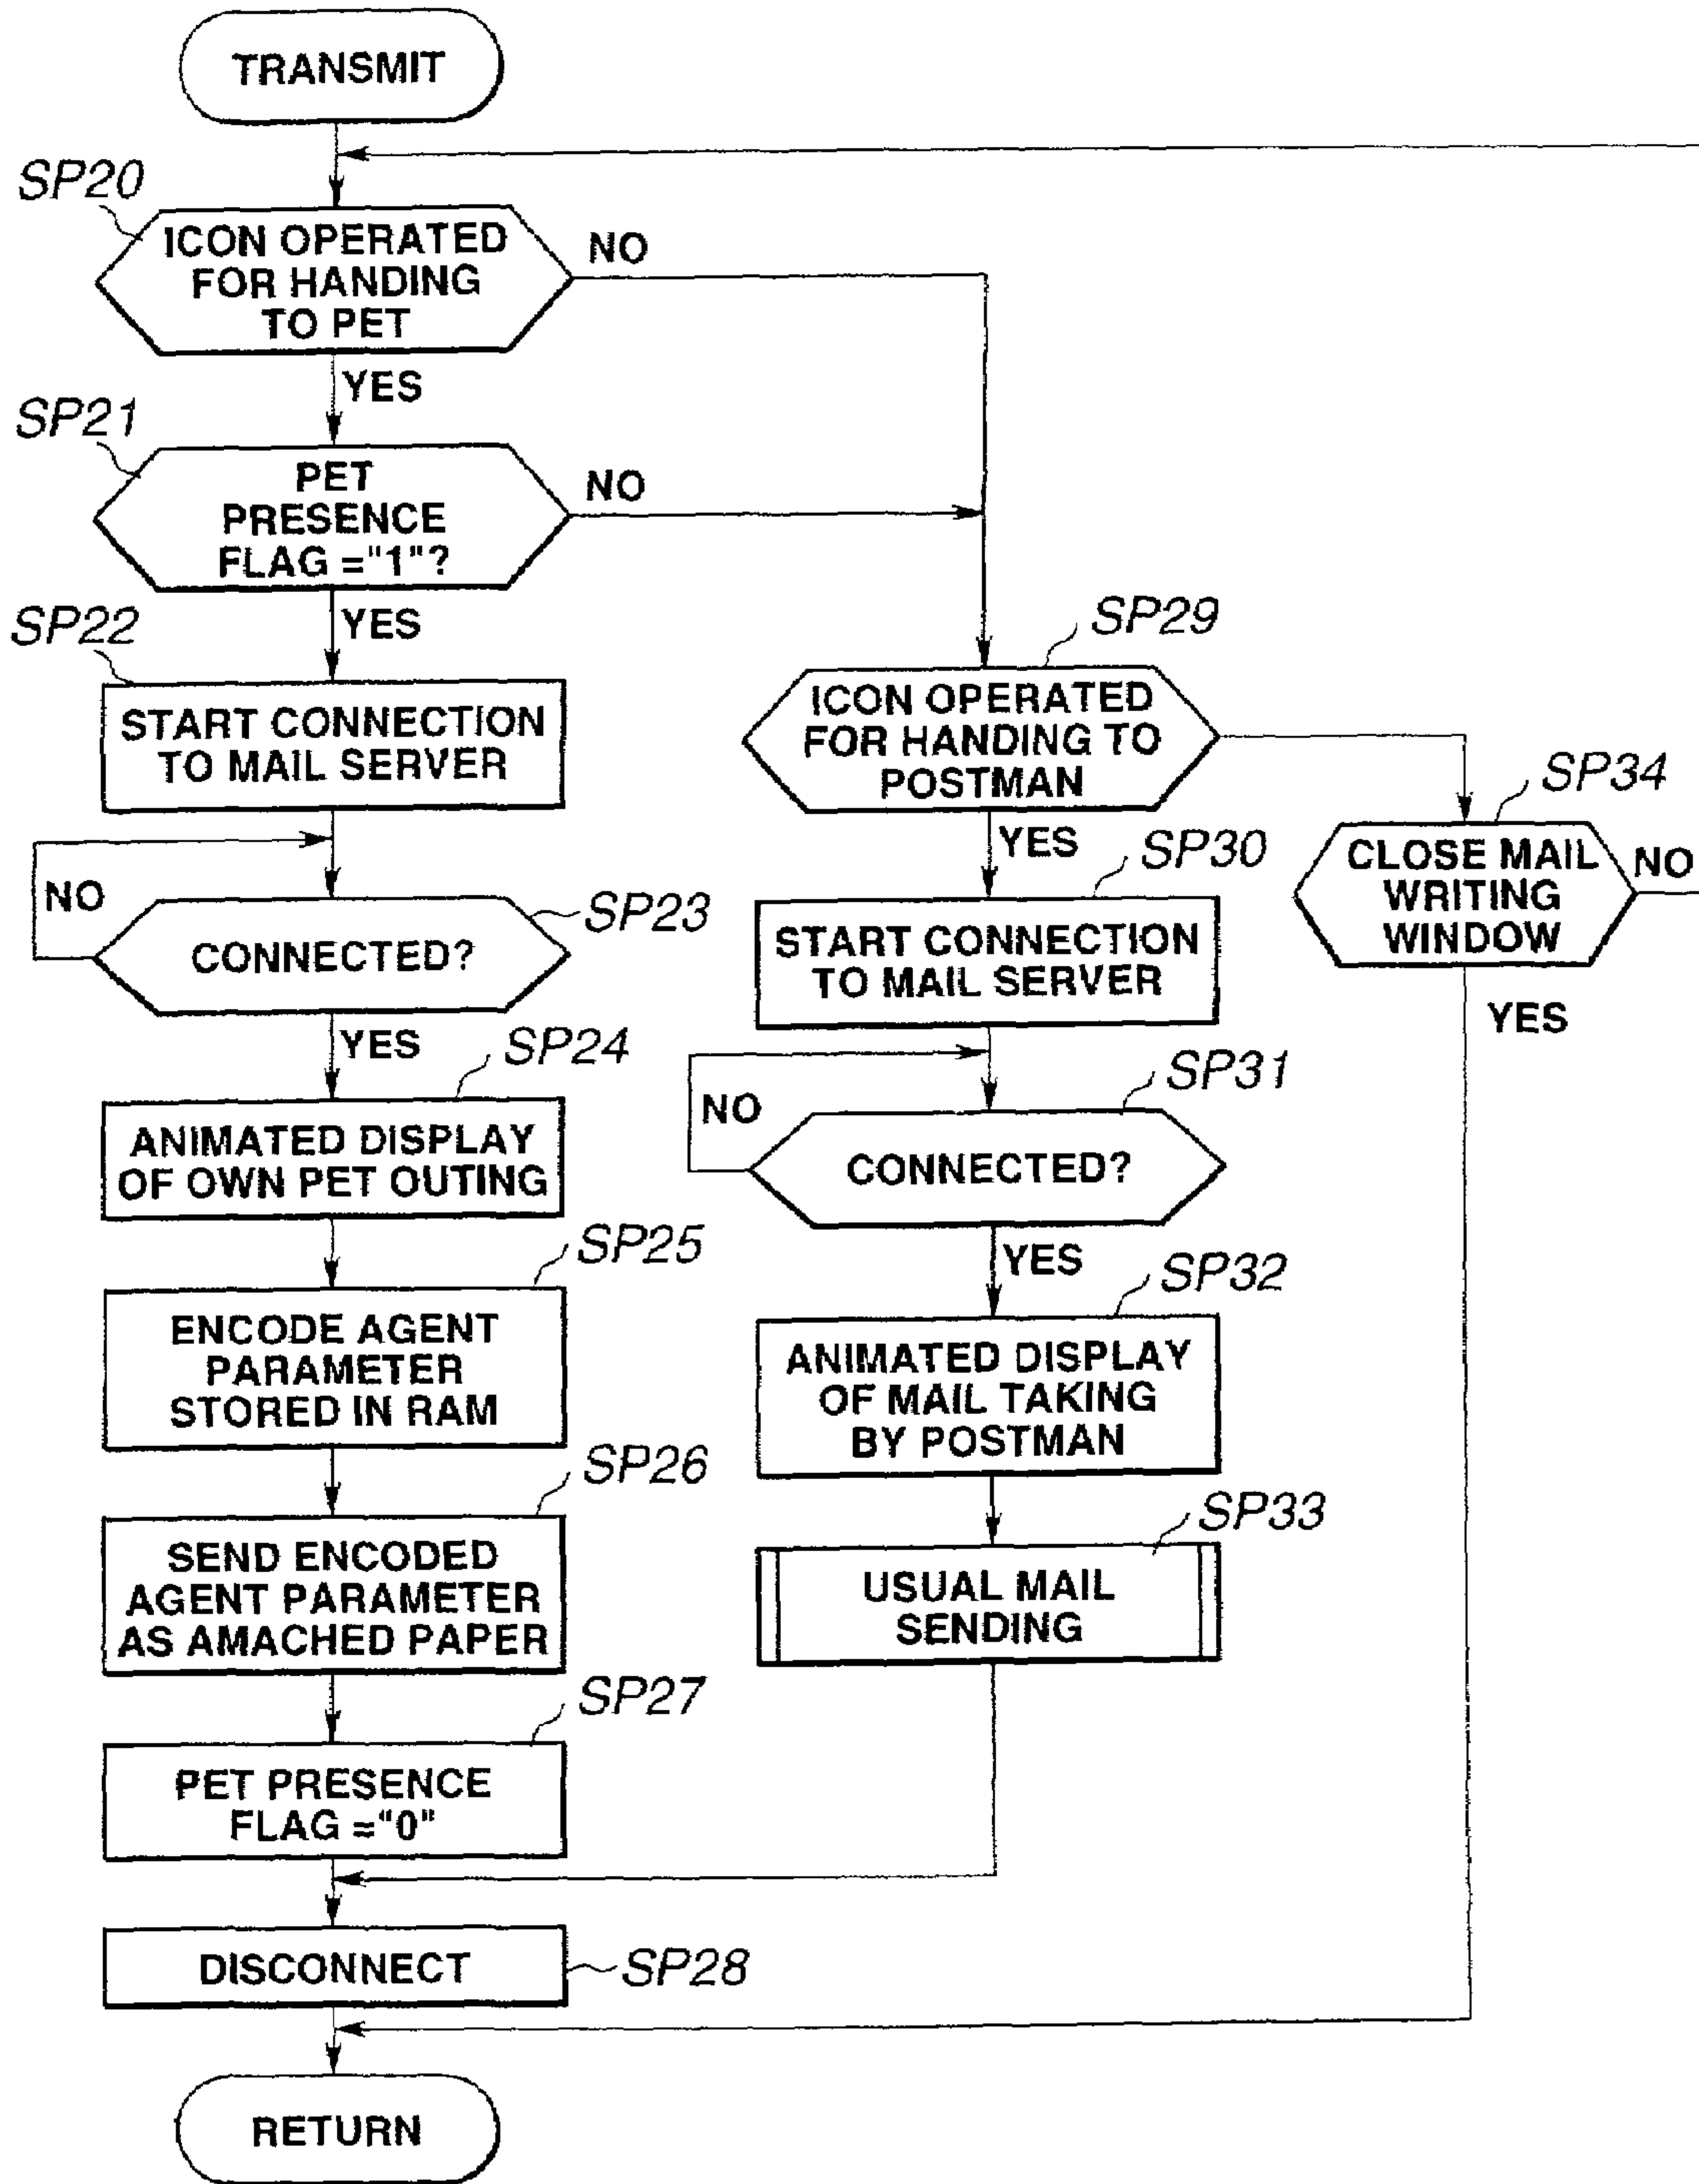 TRANSMIT
SP20
ICON OPERATED
FOR HANDING
TO PET
NO
YES
SP21
PET
PRESENCE
FLAG ="1"?
NO
YES
SP22
START CONNECTION
TO MAIL SERVER
NO
SP23
CONNECTED?
YES
SP24
ANIMATED DISPLAY
OF OWN PET OUTING
SP25
ENCODE AGENT
PARAMETER
STORED IN RAM
SP26
SEND ENCODED
AGENT PARAMETER
AS AMACHED PAPER
SP27
PET PRESENCE
FLAG ="0"
DISCONNECT
SP28
RETURN
SP29
ICON OPERATED
FOR HANDING TO
POSTMAN
YES
SP30
START CONNECTION
TO MAIL SERVER
NO
SP31
CONNECTED?
YES
SP32
ANIMATED DISPLAY
OF MAIL TAKING
BY POSTMAN
SP33
USUAL MAIL
SENDING
SP34
CLOSE MAIL
WRITING
WINDOW
NO
YES